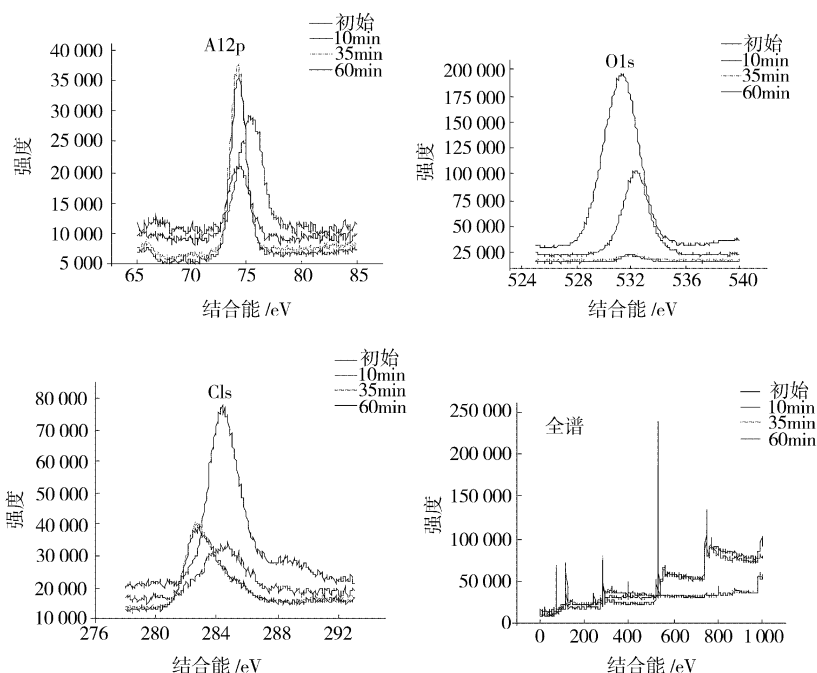 初始
10min
35min
60min
A12p
40 000
35 000
30 000
25 000
20 000
15 000
10 000
5 000
65 70 75 80 85
强度
结合能 /eV
初始
10min
35min
60min
O1s
200 000
175 000
150 000
125 000
100 000
75 000
50 000
25 000
524 528 532 536 540
强度
结合能 /eV
初始
10min
35min
60min
Cls
80 000
70 000
60 000
50 000
40 000
30 000
20 000
10 000
276 280 284 288 292
强度
结合能 /eV
初始
10min
35min
60min
全谱
250 000
200 000
150 000
100 000
50 000
0
0 200 400 600 800 1 000
强度
结合能 /eV